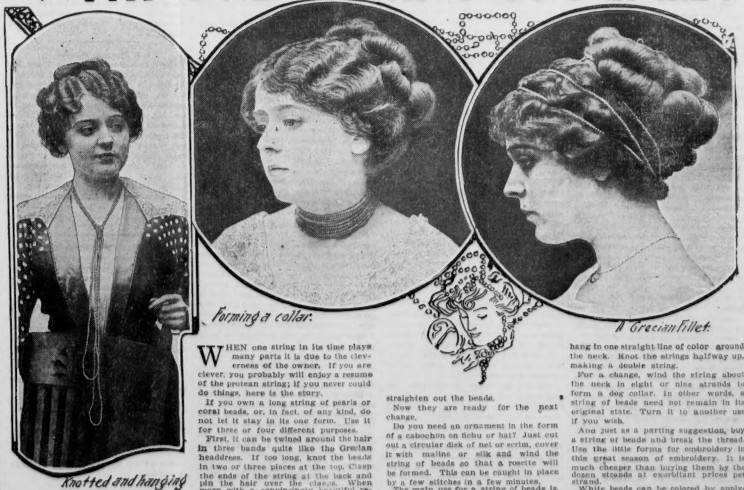 Forming a collar.
A Grecian Fillet.
Knotted and hanging
WHEN one string in its time plays
many parts it is due to the clev-
erness of the owner. If you are
clever, you probably will enjoy a resume
of the protean string; if you never could
do things, here is the story.
If you own a long string of pearls or
coral beads, or, in fact, of any kind, do
not let it stay in its one form. Use it
for three or four different purposes.
First, it can be twined around the hair
in three bands quite like the Grecian
headdress. If too long, knot the beads
in two or three places at the top. Clasp
the ends of the string at the back and
pin the hair over the clasps. When
straighten out the beads.
Now they are ready for the next
change.
Do you need an ornament in the form
of a cabochon on fichu or hat? Just cut
out a circular disk of net or scrim, cover
it with maline or silk and wind the
string of beads so that a rosette will
be formed. This can be caught in place
by a few stitches in a few minutes.
The main use for a string of beads is,
hang in one straight line of color around
the neck. Knot the strings halfway up,
making a double string.
For a change, wind the string about
the neck in eight or nine strands to
form a dog collar. In other words, a
string of beads need not remain in its
original state. Turn it to another use
if you wish.
And just as a parting suggestion, buy
a string of beads and break the thread.
Use the little forms for embroidery in
this great season of embroidery. It is
much cheaper than buying them by the
dozen strands at exorbitant prices per
strand.
White beads can be colored by apply-